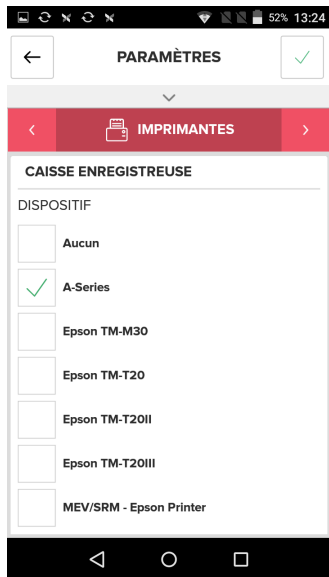 52% 13:24
PARAMÈTRES
IMPRIMANTES
CAISSE ENREGISTREUSE
DISPOSITIF
Aucun
A-Series
Epson TM-M30
Epson TM-T20
Epson TM-T20II
Epson TM-T20III
MEV/SRM - Epson Printer